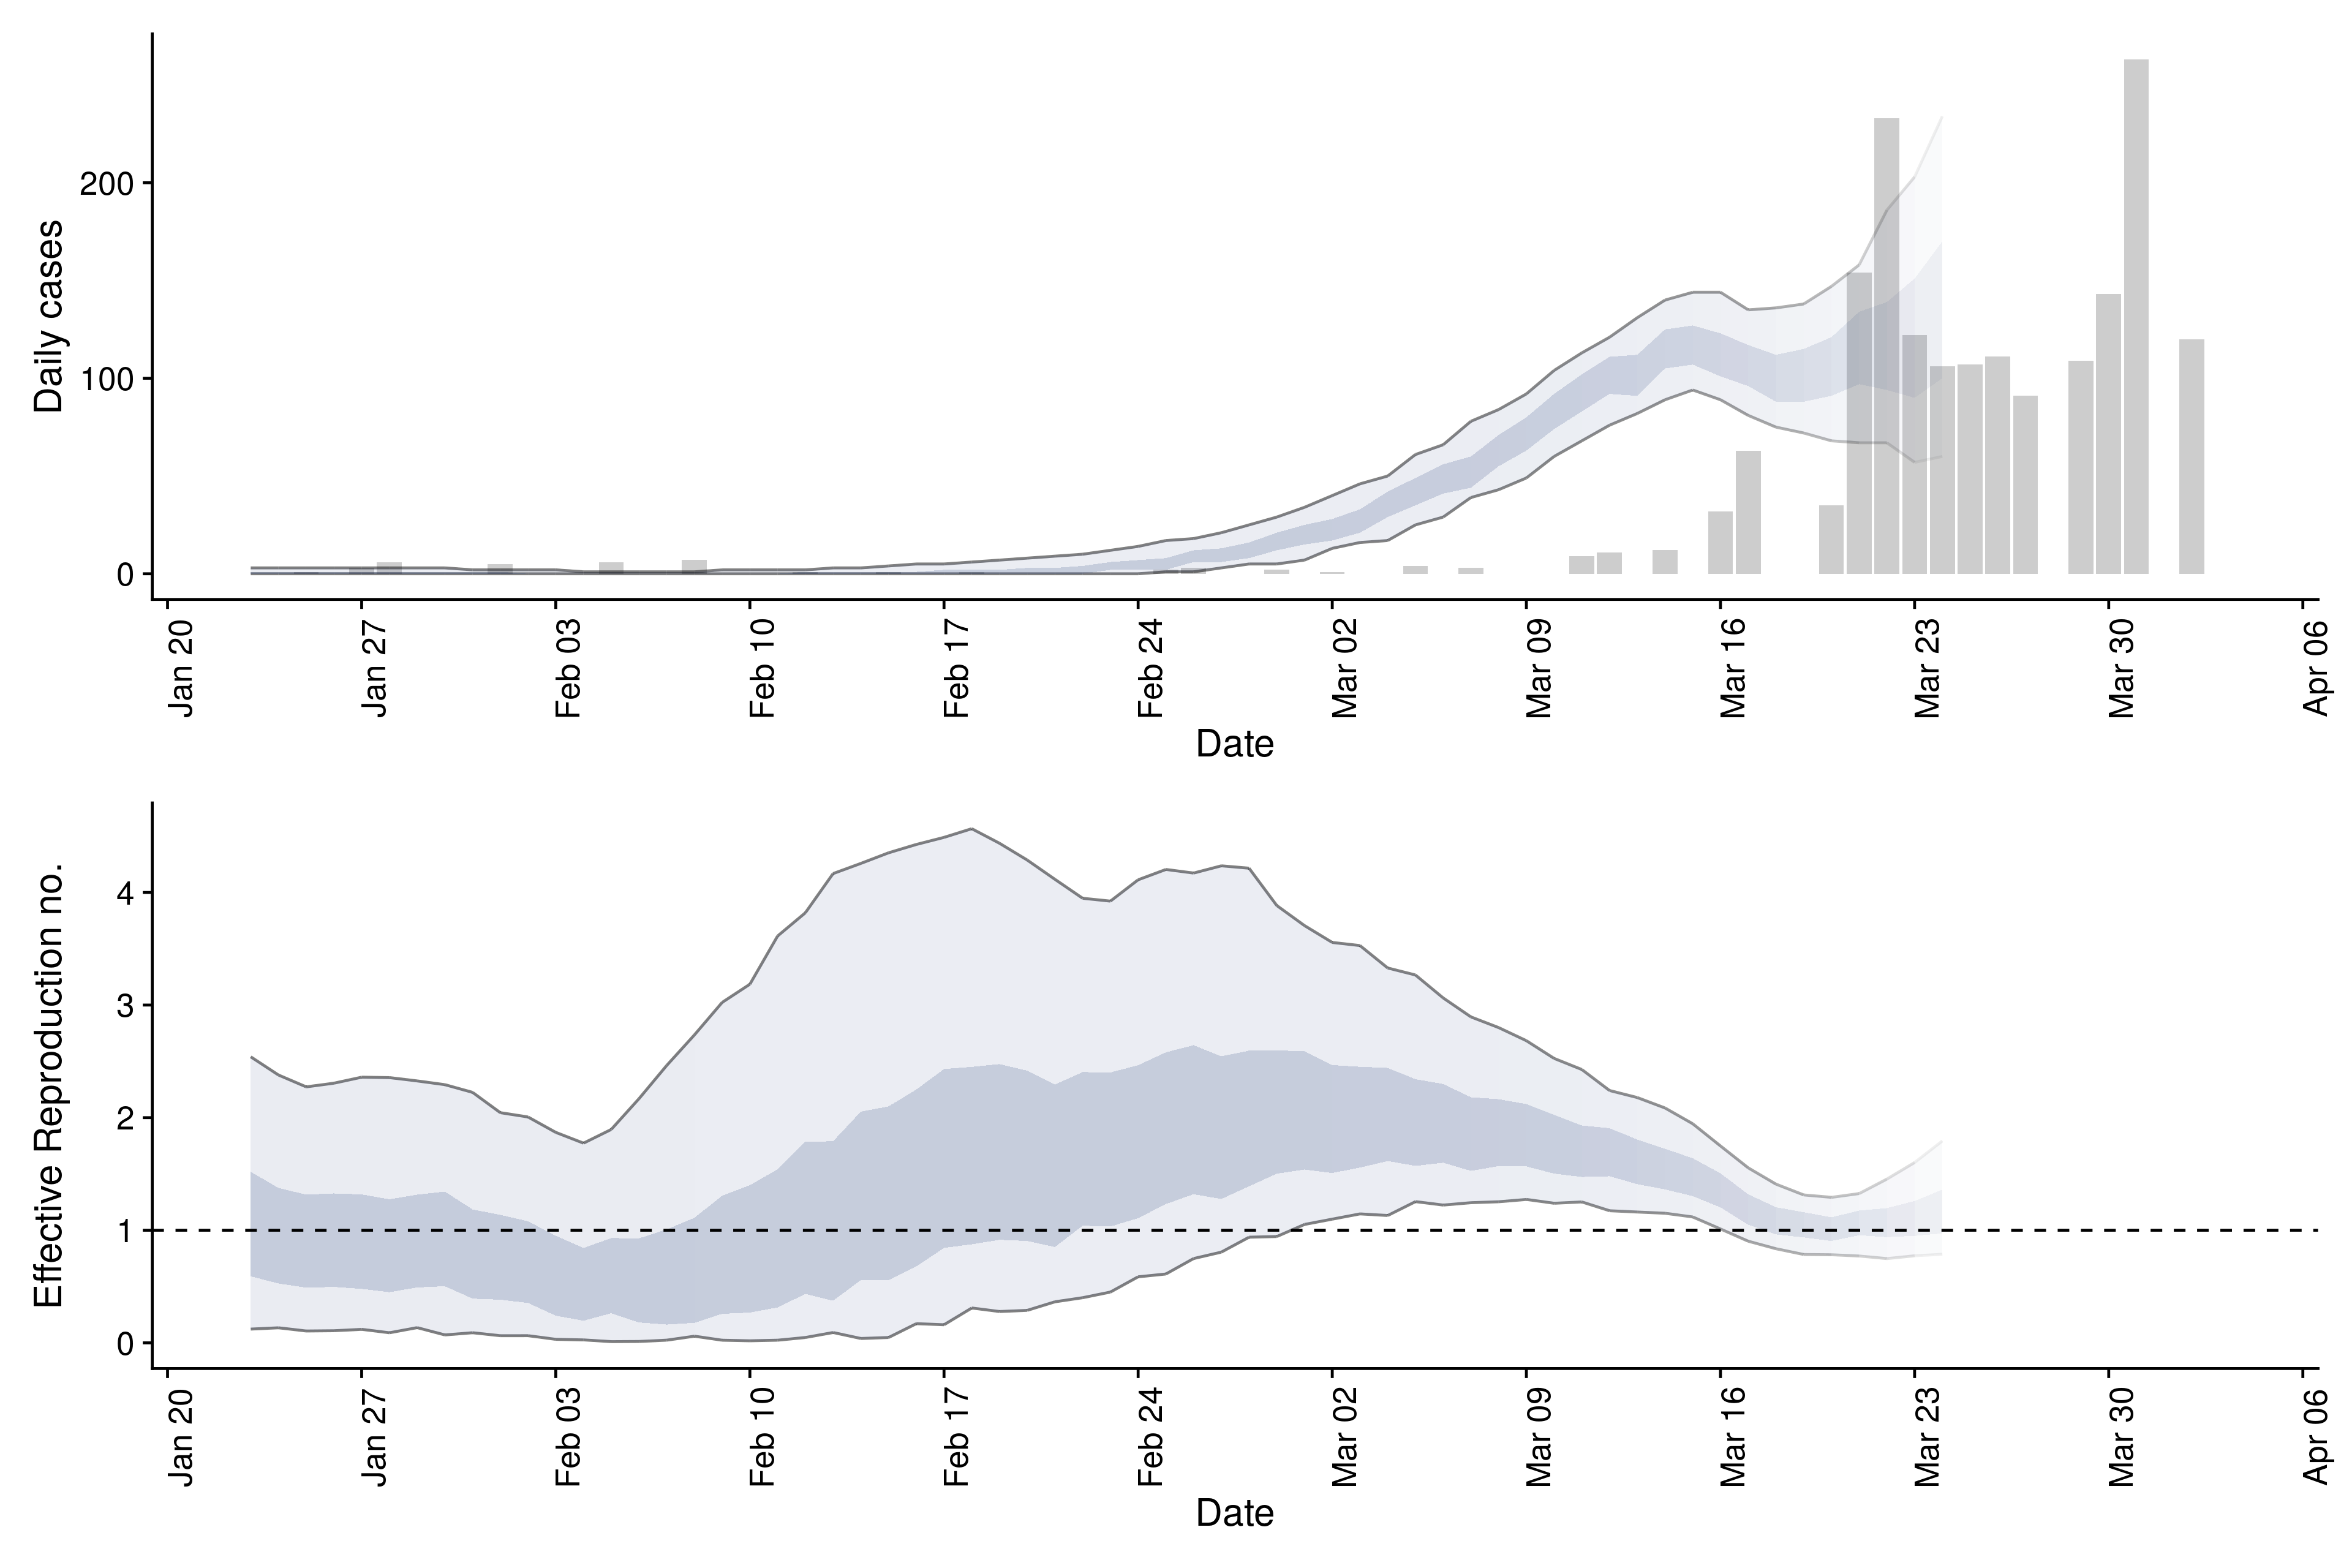 Daily cases
200
100
0
Jan 20
Jan 27
Feb 03
Feb 10
Feb 17
Feb 24
Mar 02
Mar 09
Mar 16
Mar 23
Mar 30
Apr 06
Date
Effective Reproduction no.
4
3
2
1
0
Jan 20
Jan 27
Feb 03
Feb 10
Feb 17
Feb 24
Mar 02
Mar 09
Mar 16
Mar 23
Mar 30
Apr 06
Date